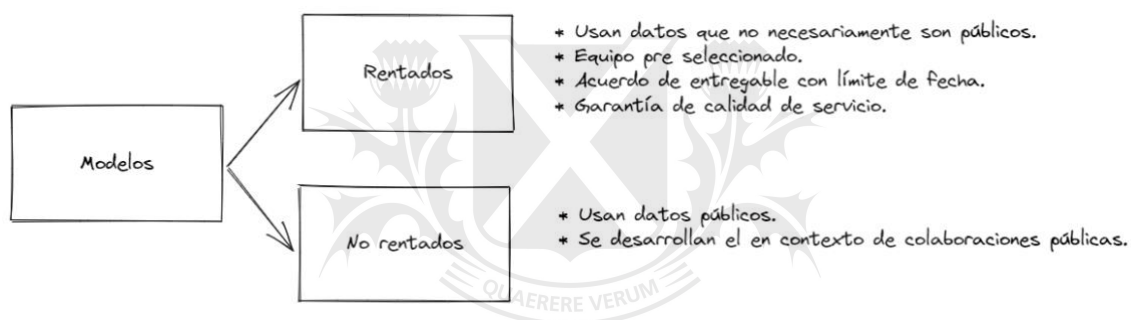 Modelos
Rentados
* Usan datos que no necesariamente son públicos.
* Equipo pre seleccionado.
* Acuerdo de entregable con límite de fecha.
* Garantía de calidad de servicio.
No rentados
* Usan datos públicos.
* Se desarrollan el en contexto de colaboraciones públicas.
QUAERERE VERUM